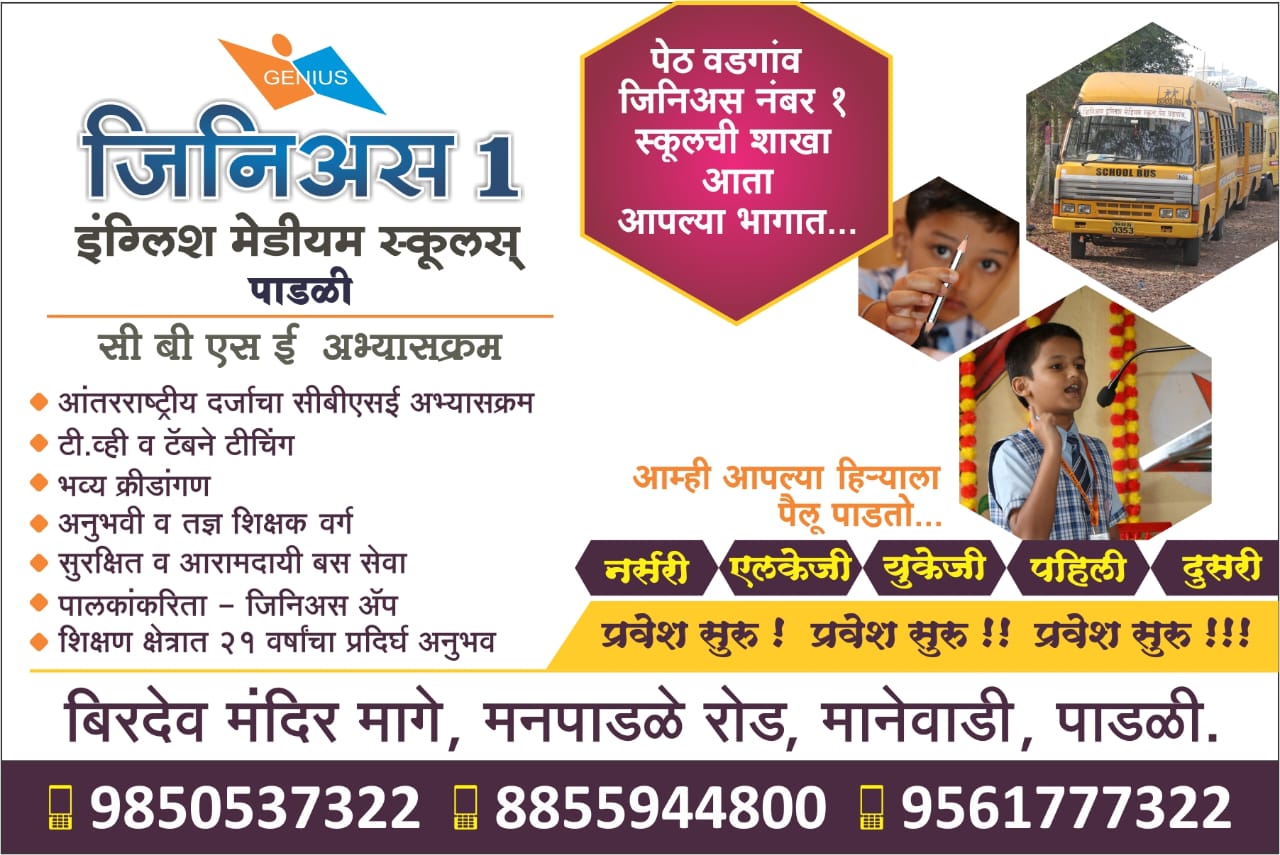 GENIUS
जिनिअस 1
इंग्लिश मेडीयम स्कूलस्
पाडळी
सी बी एस ई अभ्यासक्रम
आंतरराष्ट्रीय दर्जाचा सीबीएसई अभ्यासक्रम
टी.व्ही व टॅबने टीचिंग
भव्य क्रीडांगण
अनुभवी व तज्ञ शिक्षक वर्ग
सुरक्षित व आरामदायी बस सेवा
पालकांकरिता – जिनिअस ॲप
शिक्षण क्षेत्रात २१ वर्षांचा प्रदिर्घ अनुभव
पेठ वडगांव
जिनिअस नंबर १
स्कूलची शाखा
आता
आपल्या भागात...
SCHOOL BUS
0353
आम्ही आपल्या हिऱ्याला
पैलू पाडतो...
नर्सरी एलकेजी युकेजी पहिली दुसरी
प्रवेश सुरु ! प्रवेश सुरु !! प्रवेश सुरु !!!
बिरदेव मंदिर मागे, मनपाडळे रोड, मानेवाडी, पाडळी.
9850537322 8855944800 9561777322